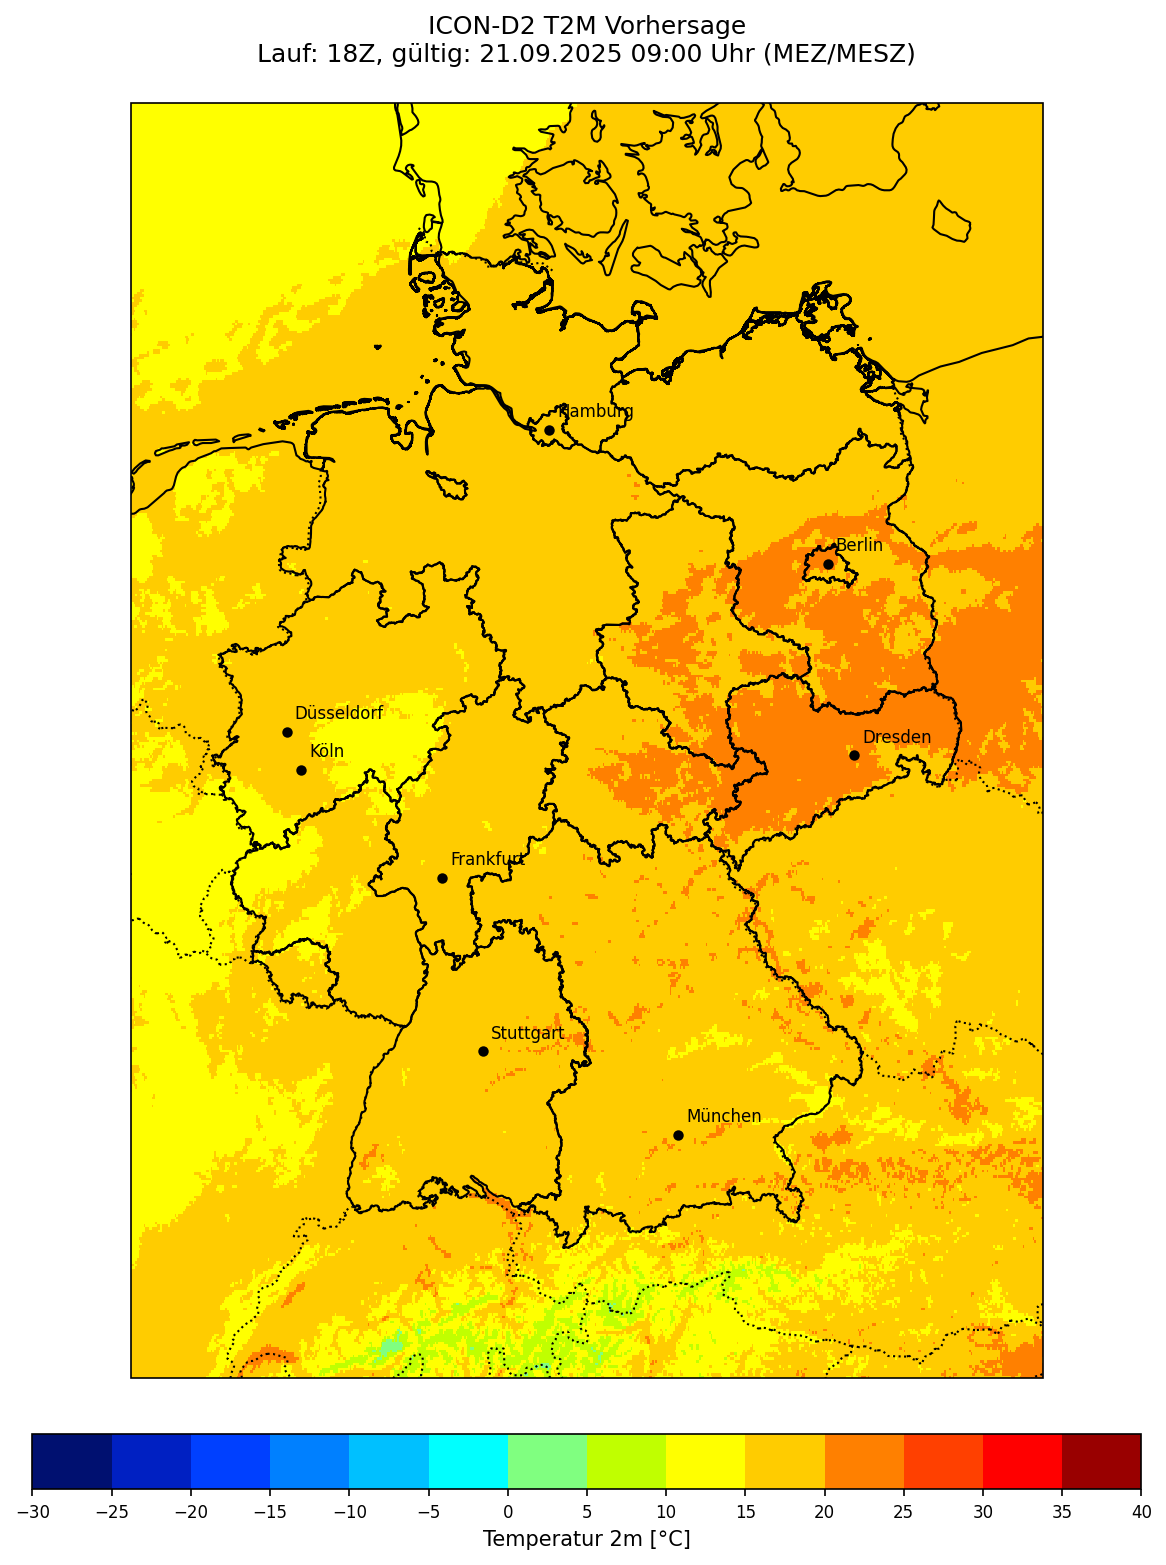 ICON-D2 T2M Vorhersage
Lauf: 18Z, gültig: 21.09.2025 09:00 Uhr (MEZ/MESZ)
Hamburg
Berlin
Düsseldorf
Dresden
Köln
Frankfurt
Stuttgart
München
−30 −25 −20 −15 −10 −5 0 5 10 15 20 25 30 35 40
Temperatur 2m [°C]